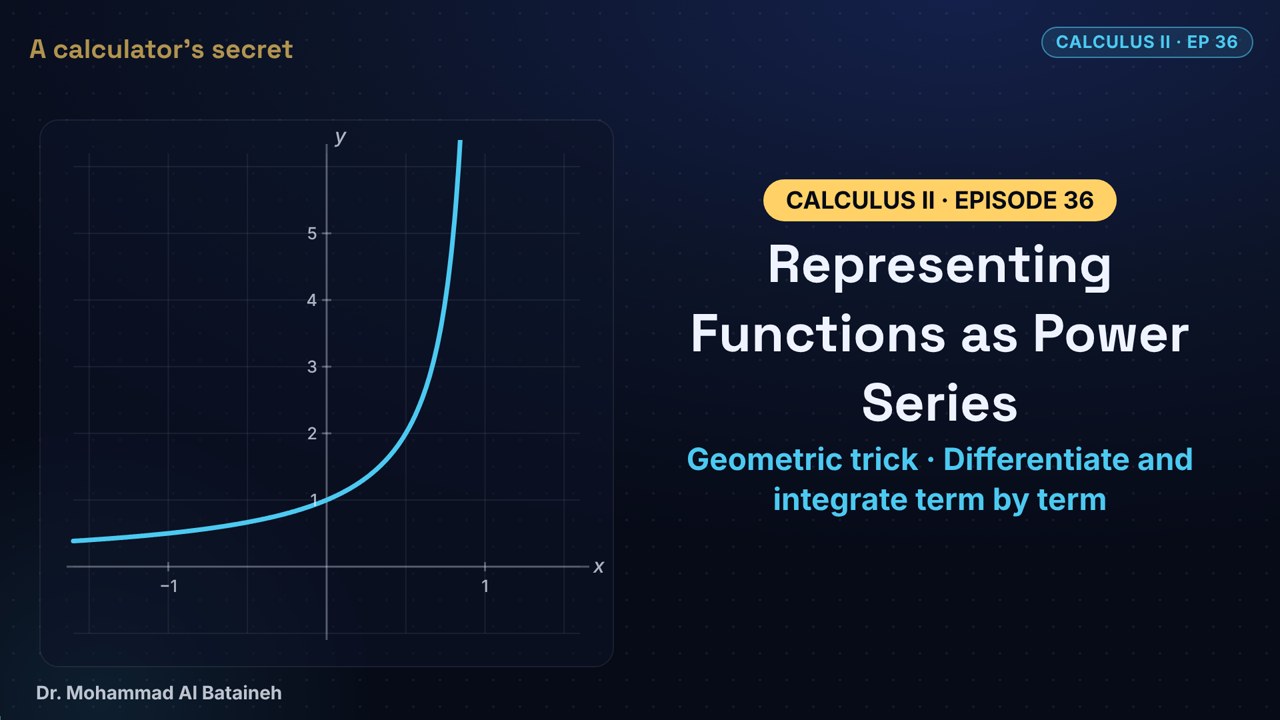 A calculator's secret
CALCULUS II · EP 36
y
5
4
3
2
1
−1
1
x
CALCULUS II · EPISODE 36
Representing
Functions as Power
Series
Geometric trick · Differentiate and
integrate term by term
Dr. Mohammad Al Bataineh